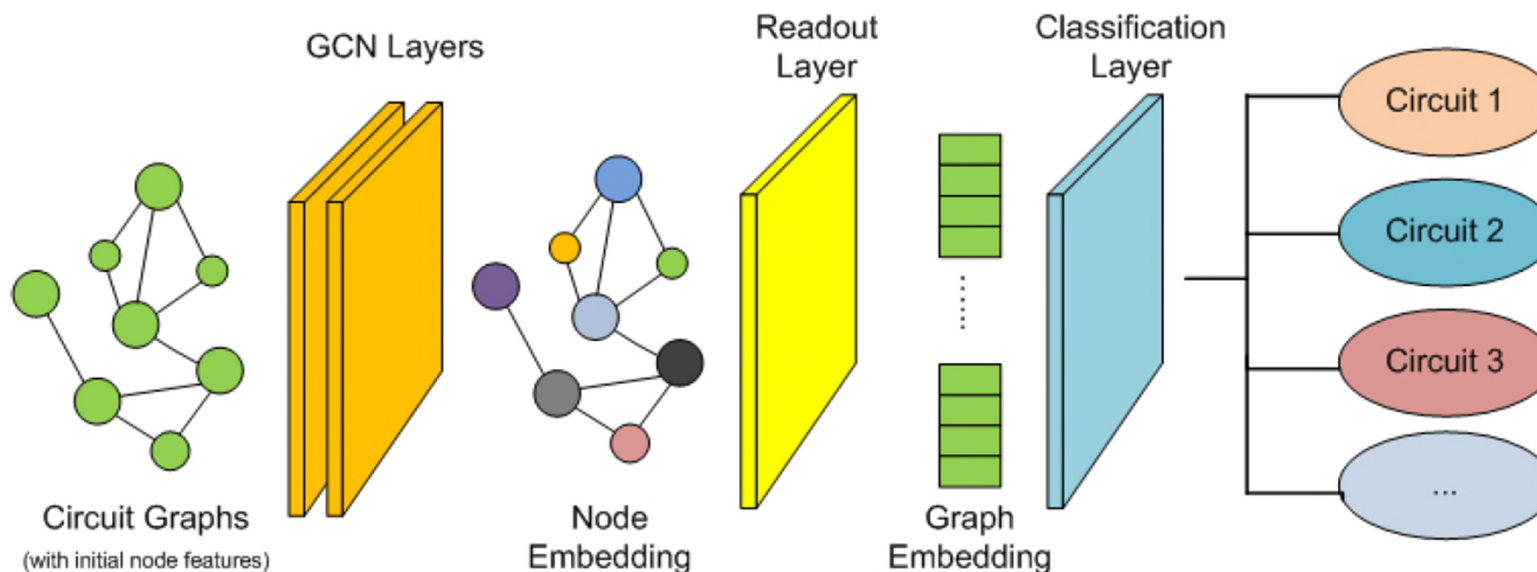 GCN Layers
Readout
Layer
Classification
Layer
Circuit 1
Circuit 2
Circuit 3
...
Circuit Graphs
(with initial node features)
Node
Embedding
Graph
Embedding